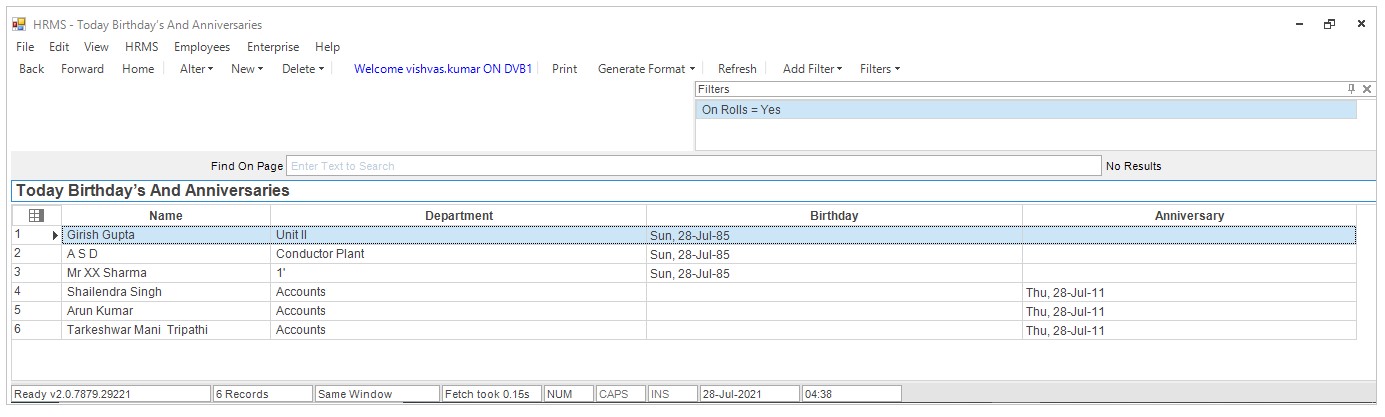 HRMS - Today Birthday's And Anniversaries
File Edit View HRMS Employees Enterprise Help
Back Forward Home Alter New Delete Welcome vishvas.kumar ON DVB1 Print Generate Format Refresh Add Filter Filters
Filters
On Rolls = Yes
Find On Page Enter Text to Search No Results
Today Birthday's And Anniversaries
Name Department Birthday Anniversary
1 Girish Gupta Unit II Sun, 28-Jul-85
2 A S D Conductor Plant Sun, 28-Jul-85
3 Mr XX Sharma 1' Sun, 28-Jul-85
4 Shailendra Singh Accounts Thu, 28-Jul-11
5 Arun Kumar Accounts Thu, 28-Jul-11
6 Tarkeshwar Mani  Tripathi Accounts Thu, 28-Jul-11
Ready v2.0.7879.29221 6 Records Same Window Fetch took 0.15s NUM CAPS INS 28-Jul-2021 04:38